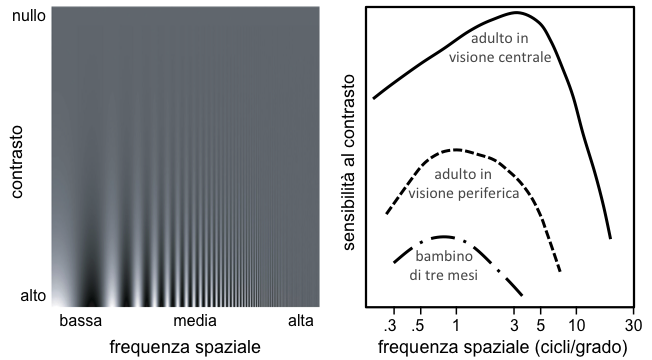 nullo
contrasto
alto
bassa
media
alta
frequenza spaziale
sensibilità al contrasto
adulto in
visione centrale
adulto in
visione periferica
bambino
di tre mesi
.3
.5
1
3
5
10
30
frequenza spaziale (cicli/grado)